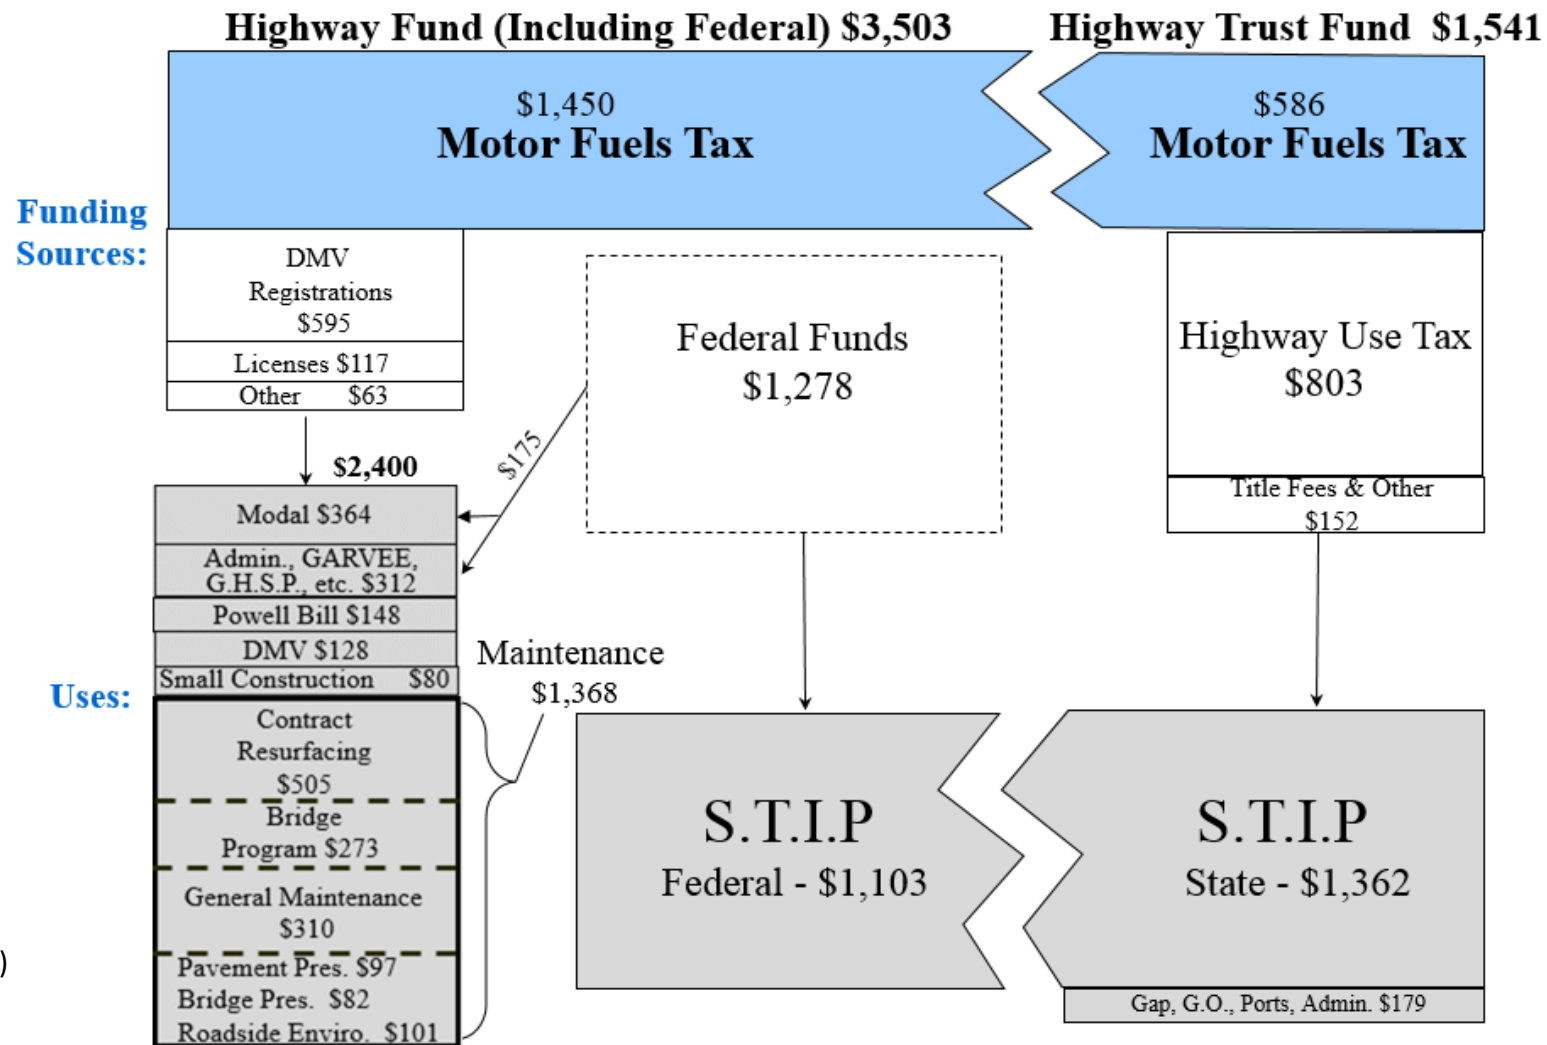 Highway Fund (Including Federal) $3,503
Highway Trust Fund $1,541
$1,450
Motor Fuels Tax
$586
Motor Fuels Tax
Funding
Sources:
DMV
Registrations
$595
Licenses $117
Other $63
Federal Funds
$1,278
Highway Use Tax
$803
Title Fees & Other
$152
$175
$2,400
Modal $364
Admin., GARVEE,
G.H.S.P., etc. $312
Powell Bill $148
DMV $128
Small Construction $80
Uses:
Maintenance
$1,368
Contract
Resurfacing
$505
Bridge
Program $273
General Maintenance
$310
)
Pavement Pres. $97
Bridge Pres. $82
Roadside Enviro. $101
S.T.I.P
Federal - $1,103
S.T.I.P
State - $1,362
Gap, G.O., Ports, Admin. $179